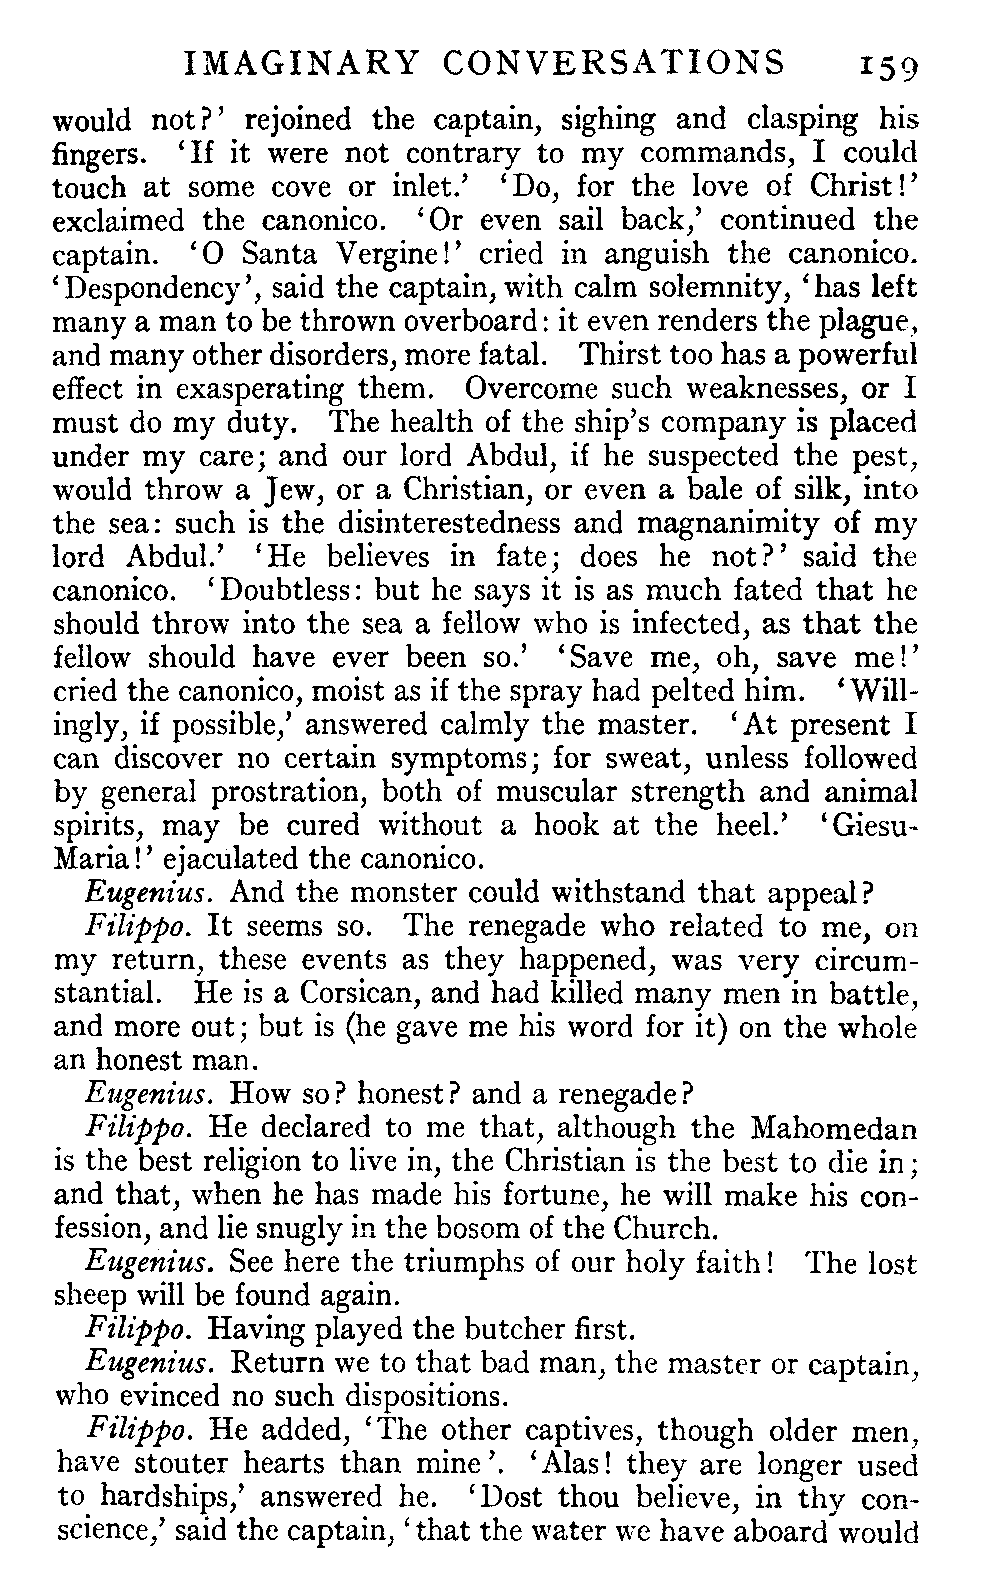 IMAGINARY CONVERSATIONS 159
would not?’ rejoined the captain, sighing and clasping his
fingers. ‘If it were not contrary to my commands, I could
touch at some cove or inlet.’ ‘Do, for the love of Christ!’
exclaimed the canonico. ‘Or even sail back,’ continued the
captain. ‘O Santa Vergine!’ cried in anguish the canonico.
‘Despondency’, said the captain, with calm solemnity, ‘has left
many a man to be thrown overboard: it even renders the plague,
and many other disorders, more fatal. Thirst too has a powerful
effect in exasperating them. Overcome such weaknesses, or I
must do my duty. The health of the ship’s company is placed
under my care; and our lord Abdul, if he suspected the pest,
would throw a Jew, or a Christian, or even a bale of silk, into
the sea: such is the disinterestedness and magnanimity of my
lord Abdul.’ ‘He believes in fate; does he not?’ said the
canonico. ‘Doubtless: but he says it is as much fated that he
should throw into the sea a fellow who is infected, as that the
fellow should have ever been so.’ ‘Save me, oh, save me!’
cried the canonico, moist as if the spray had pelted him. ‘Will-
ingly, if possible,’ answered calmly the master. ‘At present I
can discover no certain symptoms; for sweat, unless followed
by general prostration, both of muscular strength and animal
spirits, may be cured without a hook at the heel.’ ‘Giesu-
Maria!’ ejaculated the canonico.
Eugenius. And the monster could withstand that appeal?
Filippo. It seems so. The renegade who related to me, on
my return, these events as they happened, was very circum-
stantial. He is a Corsican, and had killed many men in battle,
and more out; but is (he gave me his word for it) on the whole
an honest man.
Eugenius. How so? honest? and a renegade?
Filippo. He declared to me that, although the Mahomedan
is the best religion to live in, the Christian is the best to die in;
and that, when he has made his fortune, he will make his con-
fession, and lie snugly in the bosom of the Church.
Eugenius. See here the triumphs of our holy faith! The lost
sheep will be found again.
Filippo. Having played the butcher first.
Eugenius. Return we to that bad man, the master or captain,
who evinced no such dispositions.
Filippo. He added, ‘The other captives, though older men,
have stouter hearts than mine’. ‘Alas! they are longer used
to hardships,’ answered he. ‘Dost thou believe, in thy con-
science,’ said the captain, ‘that the water we have aboard would